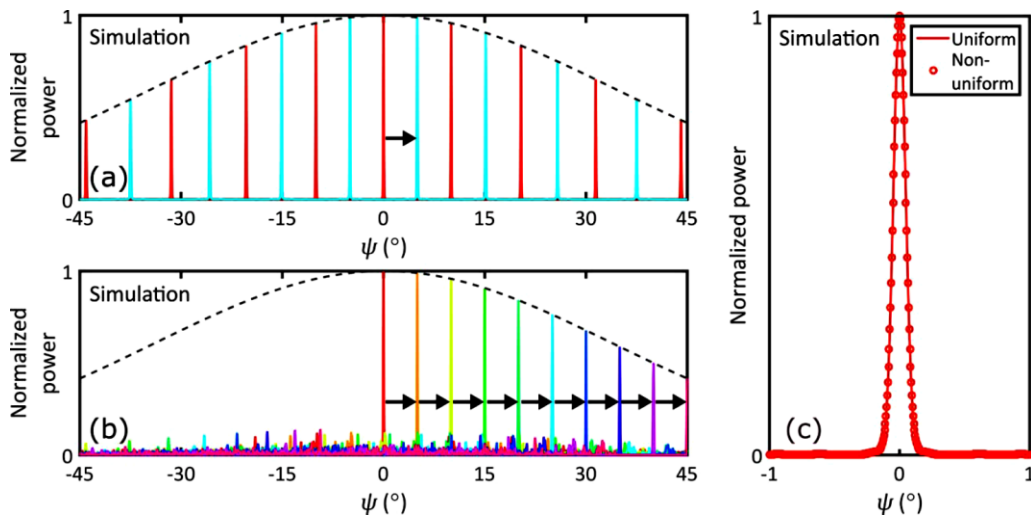 Simulation
(a)
Normalized
power
1
0
-45 -30 -15 0 15 30 45
ψ (°)
Simulation
(b)
Normalized
power
1
0
-45 -30 -15 0 15 30 45
ψ (°)
Simulation
Uniform
Non-
uniform
(c)
Normalized power
1
0
-1 0 1
ψ (°)